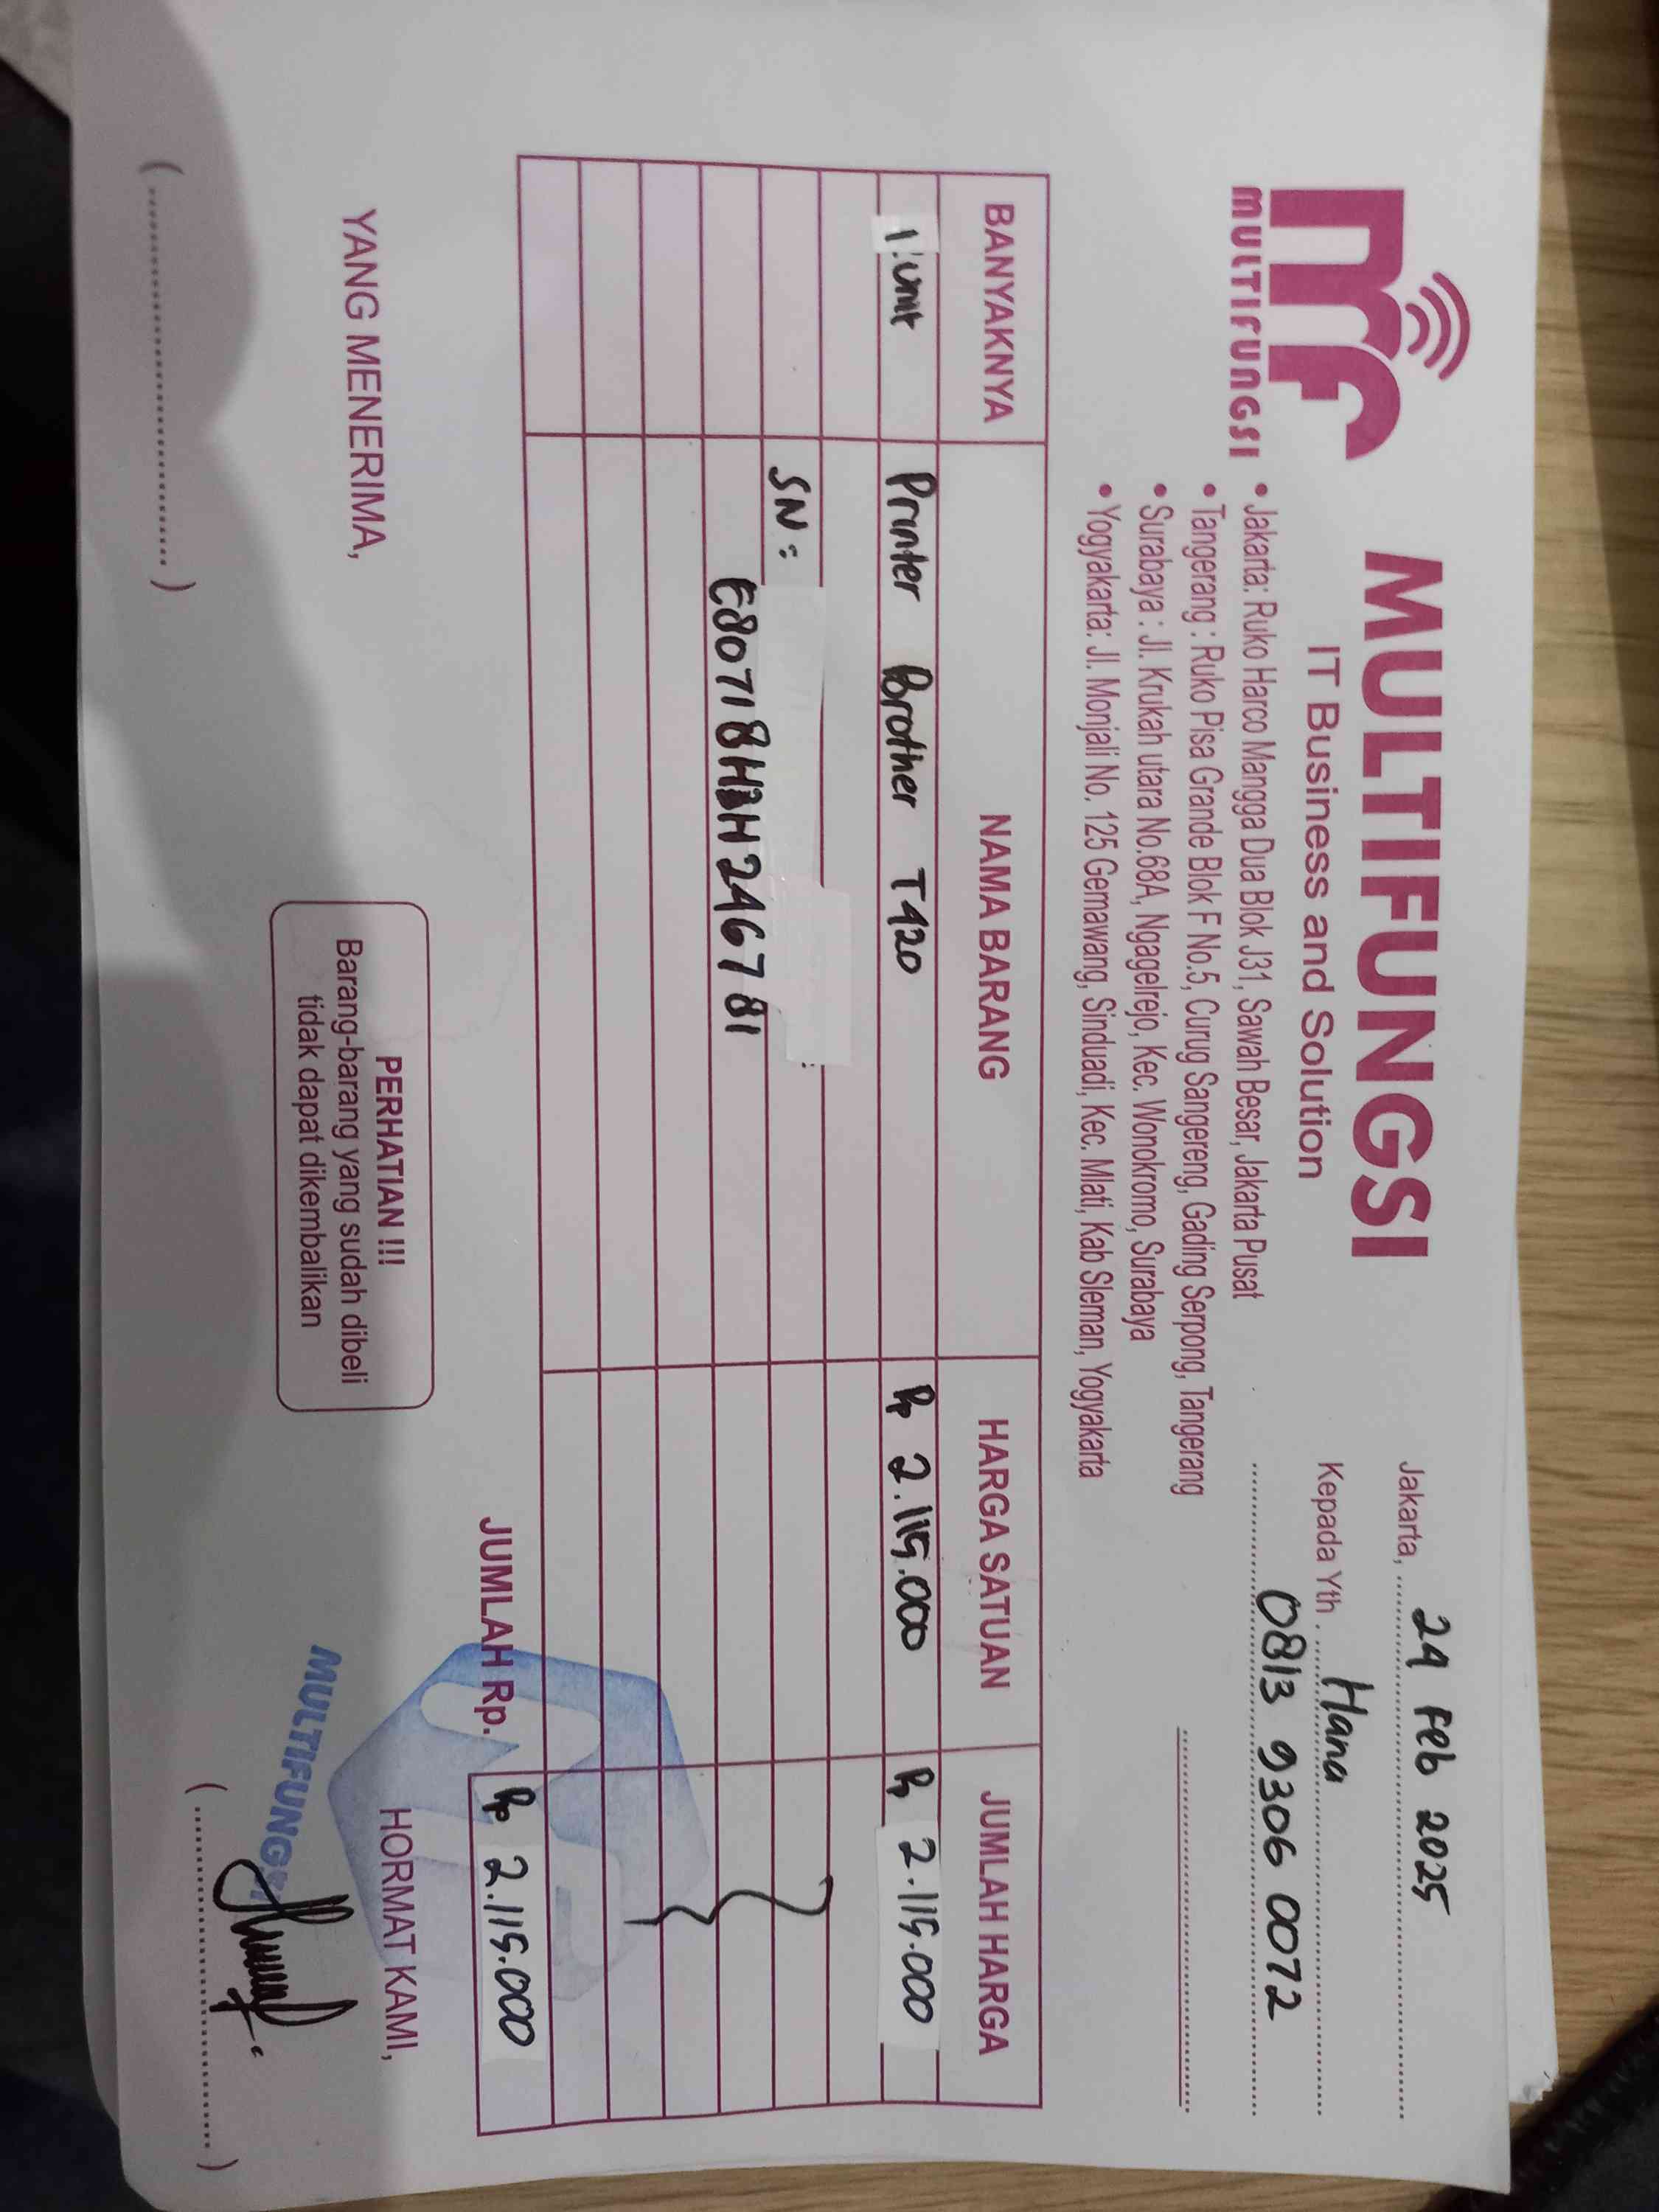 MULTIFUNGSI
MULTIFUNGSI
IT Business and Solution
• Jakarta: Ruko Harco Mangga Dua Blok J31, Sawah Besar, Jakarta Pusat
• Tangerang : Ruko Pisa Grande Blok F No.5, Curug Sangereng, Gading Serpong, Tangerang
• Surabaya : Jl. Krukah utara No.68A, Ngagelrejo, Kec. Wonokromo, Surabaya
• Yogyakarta: Jl. Monjali No. 125 Gemawang, Sinduadi, Kec. Mlati, Kab Sleman, Yogyakarta
Jakarta, 24 Feb 2025
Kepada Yth. Hana
0813 9306 0072
BANYAKNYA NAMA BARANG HARGA SATUAN JUMLAH HARGA
1 unit Printer Brother T420 Rp 2.115.000 Rp 2.115.000
SN :
E80718H3H246781
JUMLAH Rp. Rp 2.115.000
YANG MENERIMA,
PERHATIAN !!!
Barang-barang yang sudah dibeli
tidak dapat dikembalikan
HORMAT KAMI,
MULTIFUNGSI